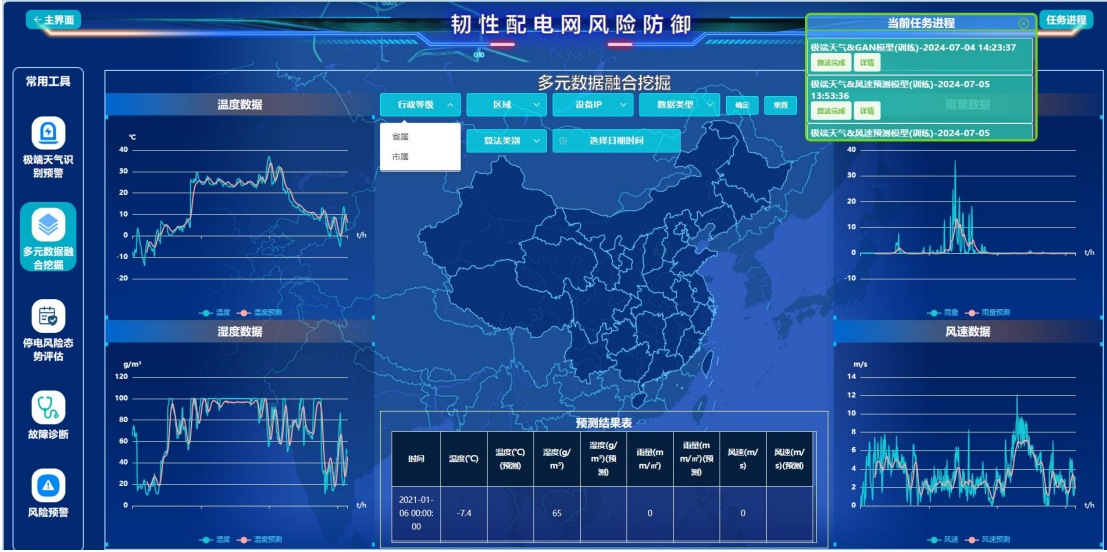 ←主界面
韧性配电网风险防御
任务进程
当前任务进程
极端天气&GAN模型(训练)-2024-07-04 14:23:37
算法完成 详情
极端天气&风速预测模型(训练)-2024-07-05
13:53:36
算法完成 详情
极端天气&风速预测模型(训练)-2024-07-05
常用工具
极端天气识
别预警
多元数据融
合挖掘
停电风险态
势评估
故障诊断
风险预警
多元数据融合挖掘
行政等级 区域 设备IP 数据类型 确定 重置
省属
市属
算法类别 选择日期时间
温度数据
℃
40
30
20
10
0
-10
-20
t/h
温度 温度预测
雨量数据
40
30
20
10
0
-10
t/h
雨量 雨量预测
湿度数据
g/m³
120
100
80
60
40
20
0
t/h
湿度 湿度预测
风速数据
m/s
14
12
10
8
6
4
2
0
t/h
风速 风速预测
预测结果表
时间 温度(℃) 温度(℃)(预测) 湿度(g/m³) 湿度(g/m³)(预测) 雨量(mm/㎡) 雨量(mm/㎡)(预测) 风速(m/s) 风速(m/s)(预测)
2021-01-06 00:00:00 -7.4 65 0 0